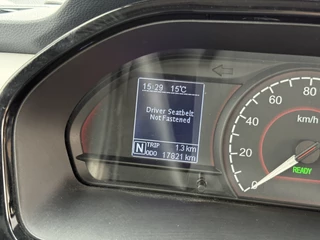 15:29 15℃
Driver Seatbelt
Not Fastened
N TRIP 1.3 km
ODO 17821 km
80
60
40
20
0
km/h
READY